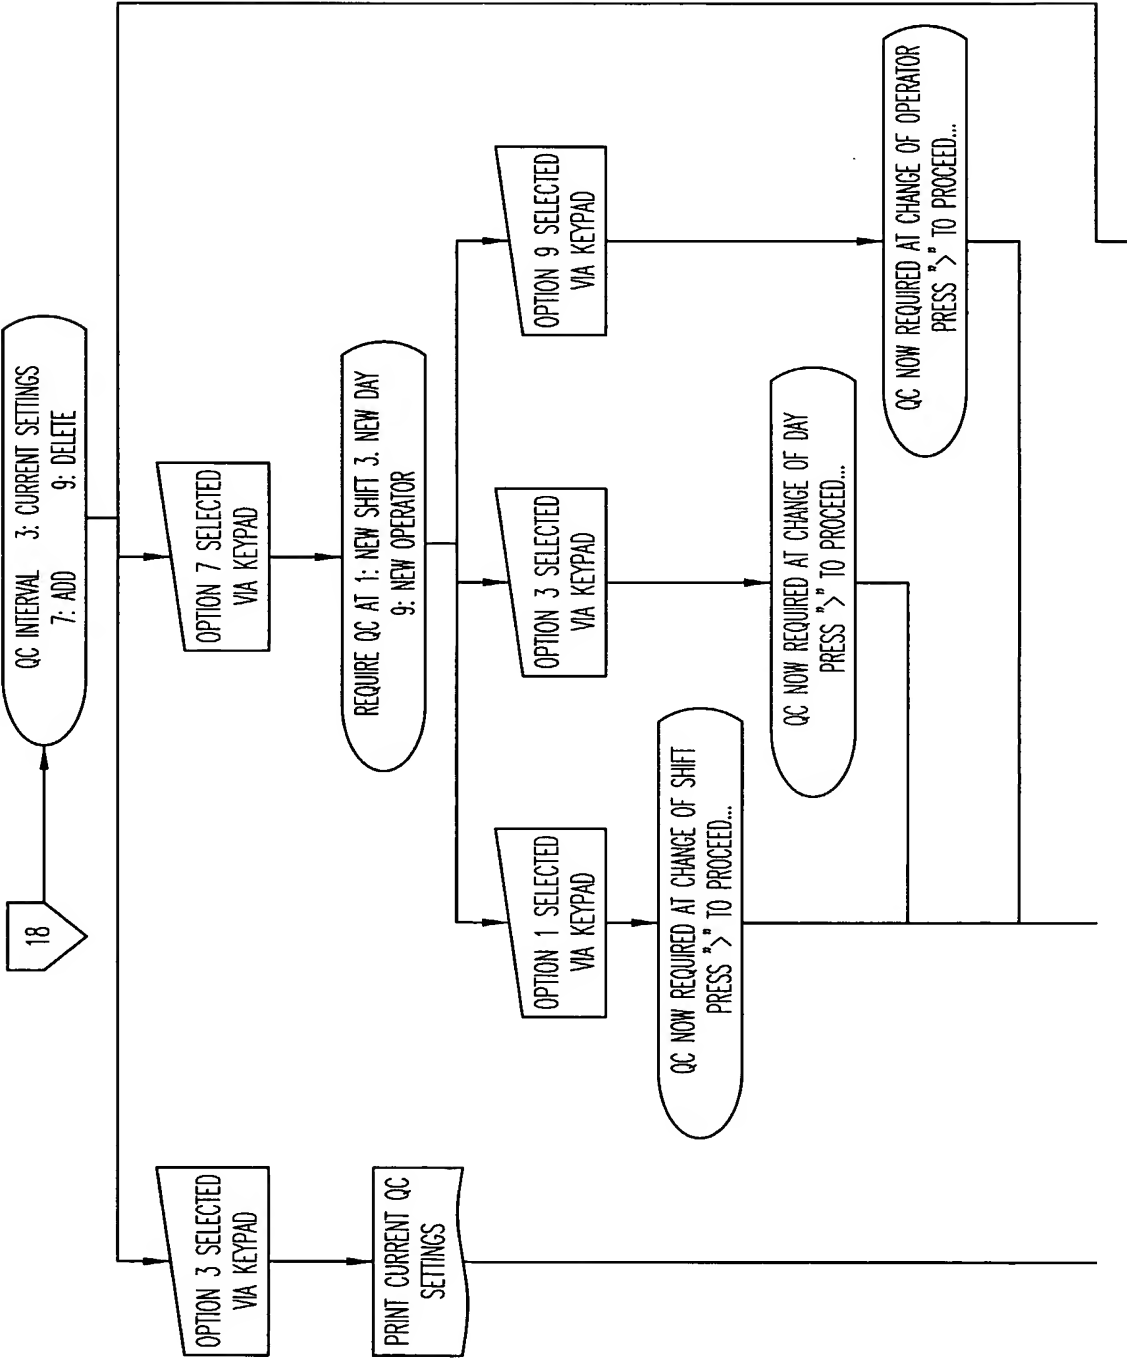 18
QC INTERVAL 3: CURRENT SETTINGS
7: ADD 9: DELETE
OPTION 3 SELECTED
VIA KEYPAD
PRINT CURRENT QC
SETTINGS
OPTION 7 SELECTED
VIA KEYPAD
REQUIRE QC AT 1: NEW SHIFT 3. NEW DAY
9: NEW OPERATOR
OPTION 1 SELECTED
VIA KEYPAD
QC NOW REQUIRED AT CHANGE OF SHIFT
PRESS ">" TO PROCEED...
OPTION 3 SELECTED
VIA KEYPAD
QC NOW REQUIRED AT CHANGE OF DAY
PRESS ">" TO PROCEED...
OPTION 9 SELECTED
VIA KEYPAD
QC NOW REQUIRED AT CHANGE OF OPERATOR
PRESS ">" TO PROCEED...